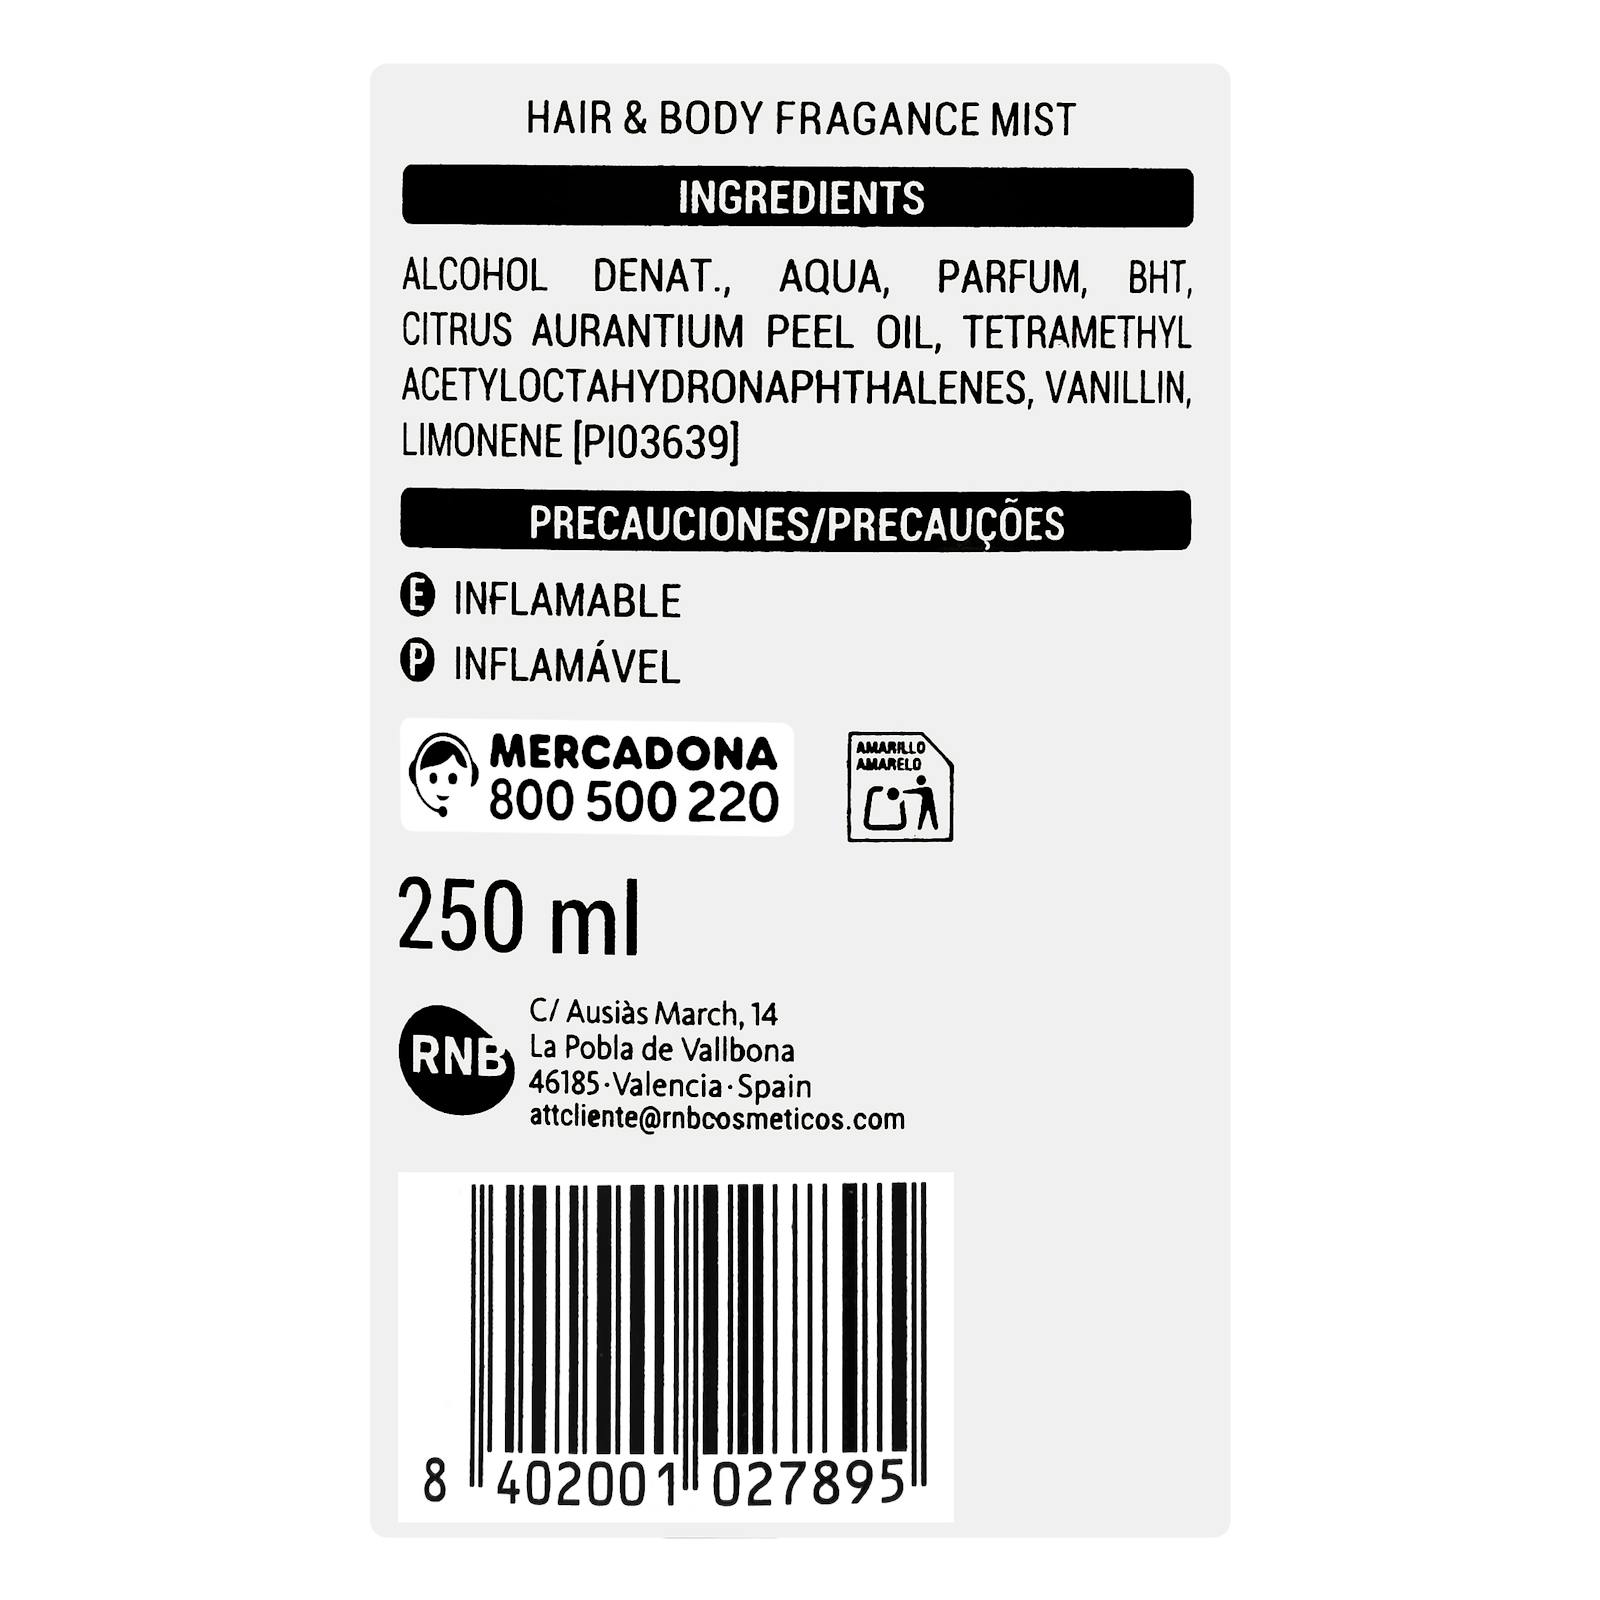 HAIR & BODY FRAGANCE MIST
INGREDIENTS
ALCOHOL DENAT., AQUA, PARFUM, BHT,
CITRUS AURANTIUM PEEL OIL, TETRAMETHYL
ACETYLOCTAHYDRONAPHTHALENES, VANILLIN,
LIMONENE [PI03639]
PRECAUCIONES/PRECAUÇÕES
E INFLAMABLE
P INFLAMÁVEL
MERCADONA
800 500 220
AMARILLO
AMARELO
250 ml
RNB
C/ Ausiàs March, 14
La Pobla de Vallbona
46185·Valencia·Spain
attcliente@rnbcosmeticos.com
8 402001 027895